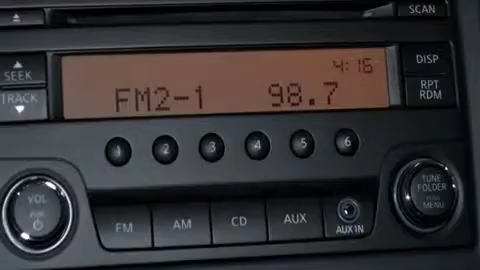 SCAN
SEEK
TRACK
4:16
FM2-1 98.7
DISP
RPT
RDM
1 2 3 4 5 6
VOL
PUSH
FM AM CD AUX
AUX IN
TUNE
FOLDER
PUSH
MENU